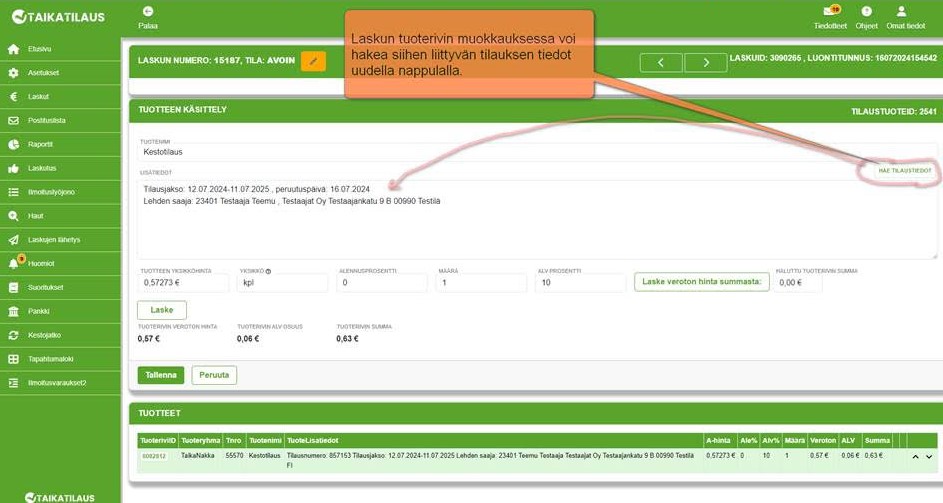 TAIKATILAUS
Palaa
Tiedotteet
Ohjeet
Omat tiedot
Laskun tuoterivin muokkauksessa voi
hakea siihen liittyvän tilauksen tiedot
uudella nappulalla.
Etusivu
Asetukset
Laskut
Postituslista
Raportit
Laskutus
Ilmoituslyöjono
Haut
Laskujen lähetys
Huomiot
Suoritukset
Pankki
Kestojatko
Tapahtumaloki
Ilmoitusvaraukset2
LASKUN NUMERO: 15187, TILA: AVOIN
LASKUID: 3090265 , LUONTITUNNUS: 16072024154542
TUOTTEEN KÄSITTELY
TILAUSTUOTEID: 2541
TUOTENIMI
Kestotilaus
LISÄTIEDOT
HAE TILAUSTIEDOT
Tilausjakso: 12.07.2024-11.07.2025 , peruutuspäivä: 16.07.2024
Lehden saaja: 23401 Testaaja Teemu , Testaajat Oy Testaajankatu 9 B 00990 Testilä
TUOTTEEN YKSIKKÖHINTA
YKSIKKÖ
ALENNUSPROSENTTI
MÄÄRÄ
ALV PROSENTTI
HALUTTU TUOTERIVIN SUMMA
0,57273 €
kpl
0
1
10
Laske veroton hinta summasta:
0,00 €
Laske
TUOTERIVIN VEROTON HINTA
TUOTERIVIN ALV OSUUS
TUOTERIVIN SUMMA
0,57 €
0,06 €
0,63 €
Tallenna
Peruuta
TUOTTEET
TuoteriviID Tuoteryhma Tnro Tuotenimi TuoteLisatiedot A-hinta Ale% Alv% Määrä Veroton ALV Summa
TaikaNakka 55570 Kestotilaus Tilausnumero: 857153 Tilausjakso: 12.07.2024-11.07.2025 Lehden saaja: 23401 Teemu Testaaja Testaajat Oy Testaajankatu 9 B 00990 Testilä 0,57273 € 0 10 1 0,57 € 0,06 € 0,63 €
FI
TAIKATILAUS